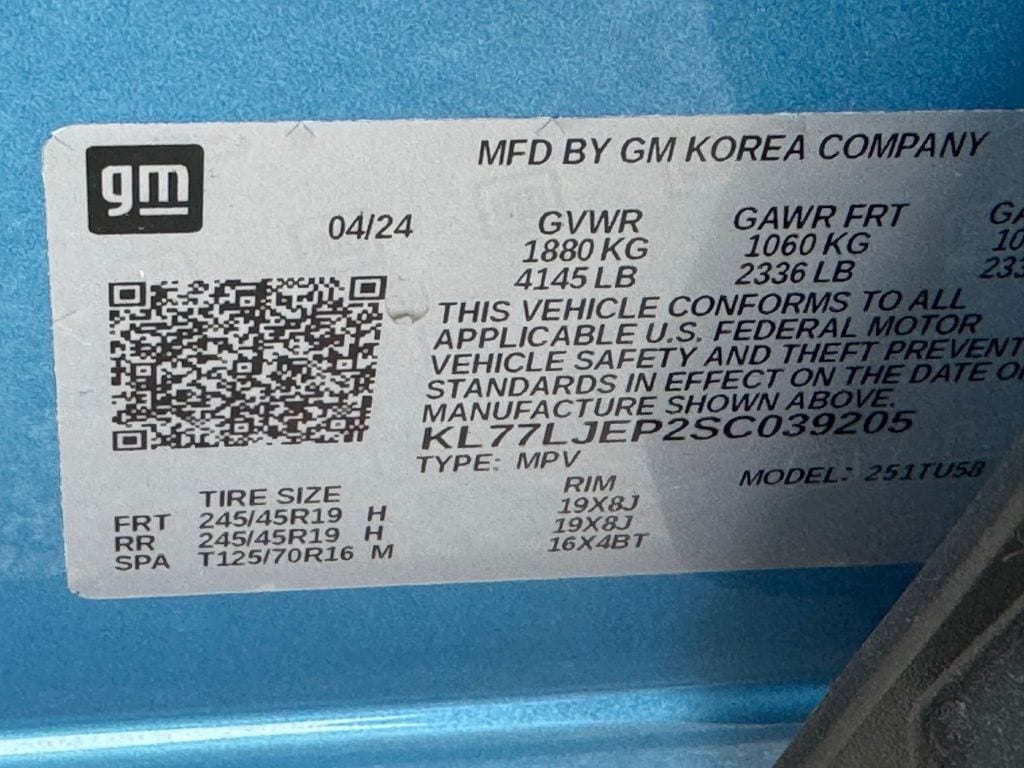 gm
MFD BY GM KOREA COMPANY
04/24
GVWR GAWR FRT
1880 KG 1060 KG
4145 LB 2336 LB
THIS VEHICLE CONFORMS TO ALL
APPLICABLE U.S. FEDERAL MOTOR
VEHICLE SAFETY AND THEFT PREVENT
STANDARDS IN EFFECT ON THE DATE
MANUFACTURE SHOWN ABOVE.
KL77LJEP2SC039205
TYPE: MPV MODEL: 251TU58
TIRE SIZE RIM
FRT 245/45R19 H 19X8J
RR 245/45R19 H 19X8J
SPA T125/70R16 M 16X4BT